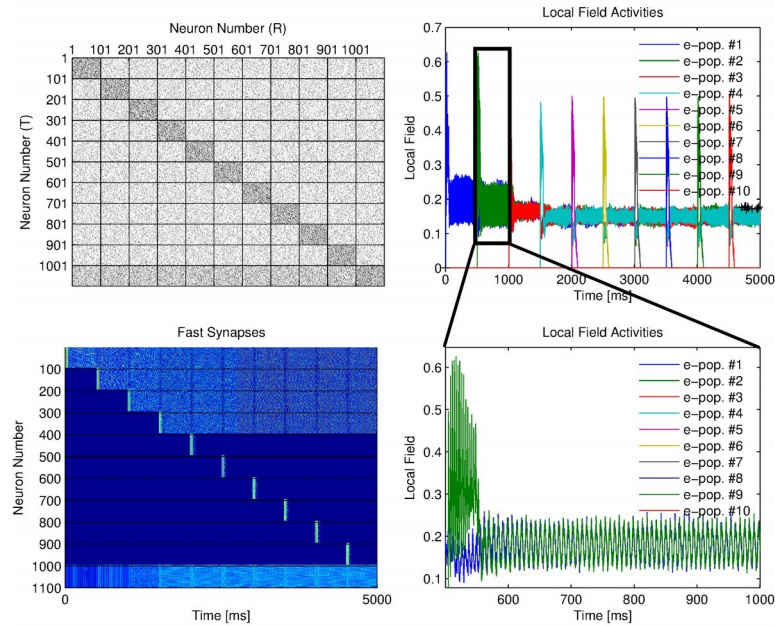 Neuron Number (R)
1 101 201 301 401 501 601 701 801 901 1001
Neuron Number (T)
1
101
201
301
401
501
601
701
801
901
1001
Local Field Activities
Local Field
0.7
0.6
0.5
0.4
0.3
0.2
0.1
0
e-pop. #1
e-pop. #2
e-pop. #3
e-pop. #4
e-pop. #5
e-pop. #6
e-pop. #7
e-pop. #8
e-pop. #9
e-pop. #10
0 1000 2000 3000 4000 5000
Time [ms]
Fast Synapses
Neuron Number
100
200
300
400
500
600
700
800
900
1000
1100
0 5000
Time [ms]
Local Field Activities
Local Field
0.6
0.5
0.4
0.3
0.2
0.1
e-pop. #1
e-pop. #2
e-pop. #3
e-pop. #4
e-pop. #5
e-pop. #6
e-pop. #7
e-pop. #8
e-pop. #9
e-pop. #10
600 700 800 900 1000
Time [ms]